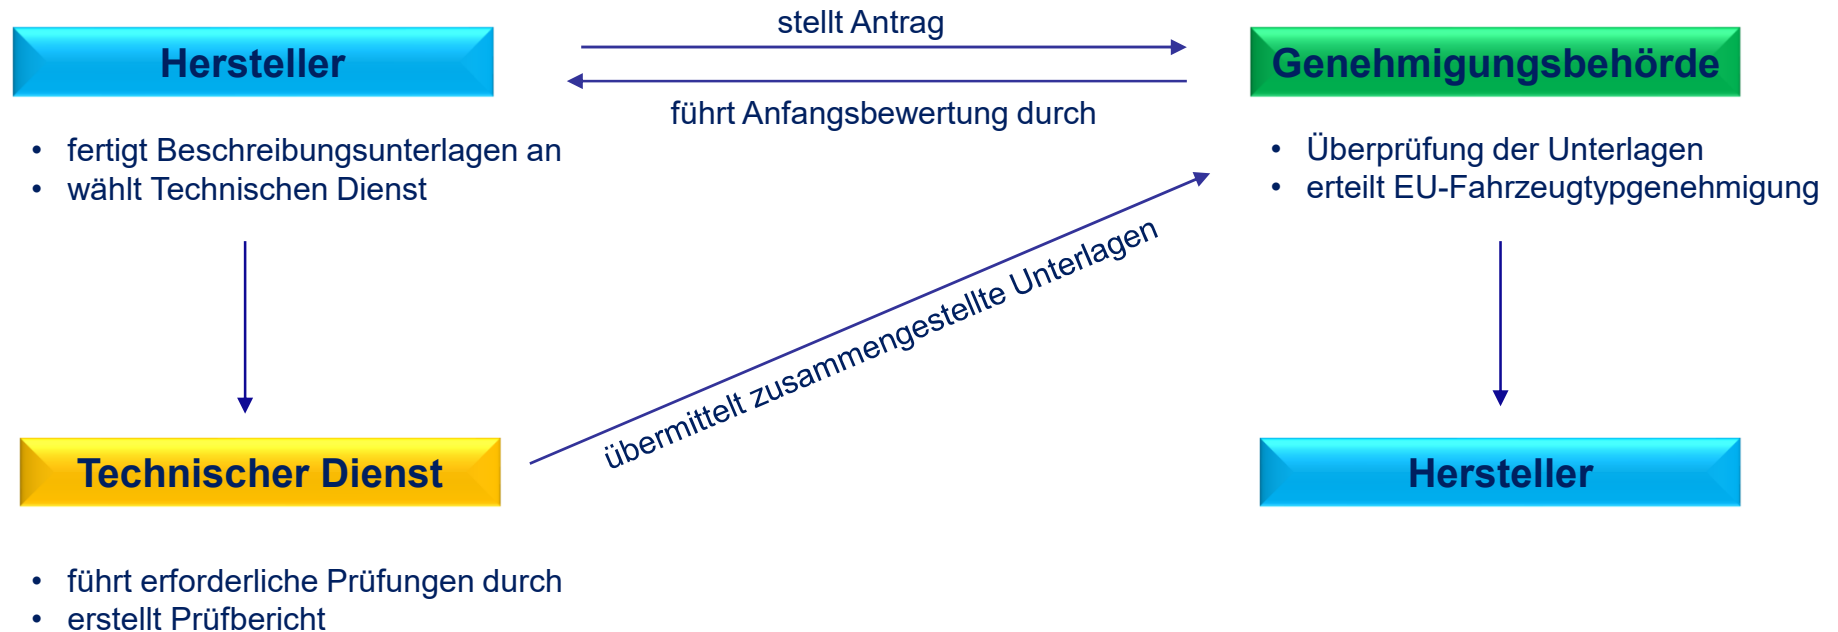 stellt Antrag
Hersteller
Genehmigungsbehörde
führt Anfangsbewertung durch
• fertigt Beschreibungsunterlagen an
• wählt Technischen Dienst
• Überprüfung der Unterlagen
• erteilt EU-Fahrzeugtypgenehmigung
übermittelt zusammengestellte Unterlagen
Technischer Dienst
Hersteller
• führt erforderliche Prüfungen durch
• erstellt Prüfbericht